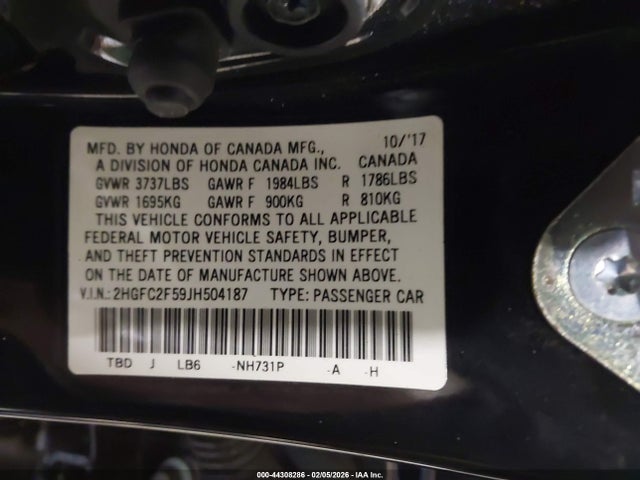 MFD. BY HONDA OF CANADA MFG., 10/'17
A DIVISION OF HONDA CANADA INC. CANADA
GVWR 3737LBS GAWR F 1984LBS R 1786LBS
GVWR 1695KG GAWR F 900KG R 810KG
THIS VEHICLE CONFORMS TO ALL APPLICABLE
FEDERAL MOTOR VEHICLE SAFETY, BUMPER,
AND THEFT PREVENTION STANDARDS IN EFFECT
ON THE DATE OF MANUFACTURE SHOWN ABOVE.
V.I.N.: 2HGFC2F59JH504187 TYPE: PASSENGER CAR
TBD J LB6 -NH731P -A -H
000-44308286 - 02/05/2026 - IAA Inc.